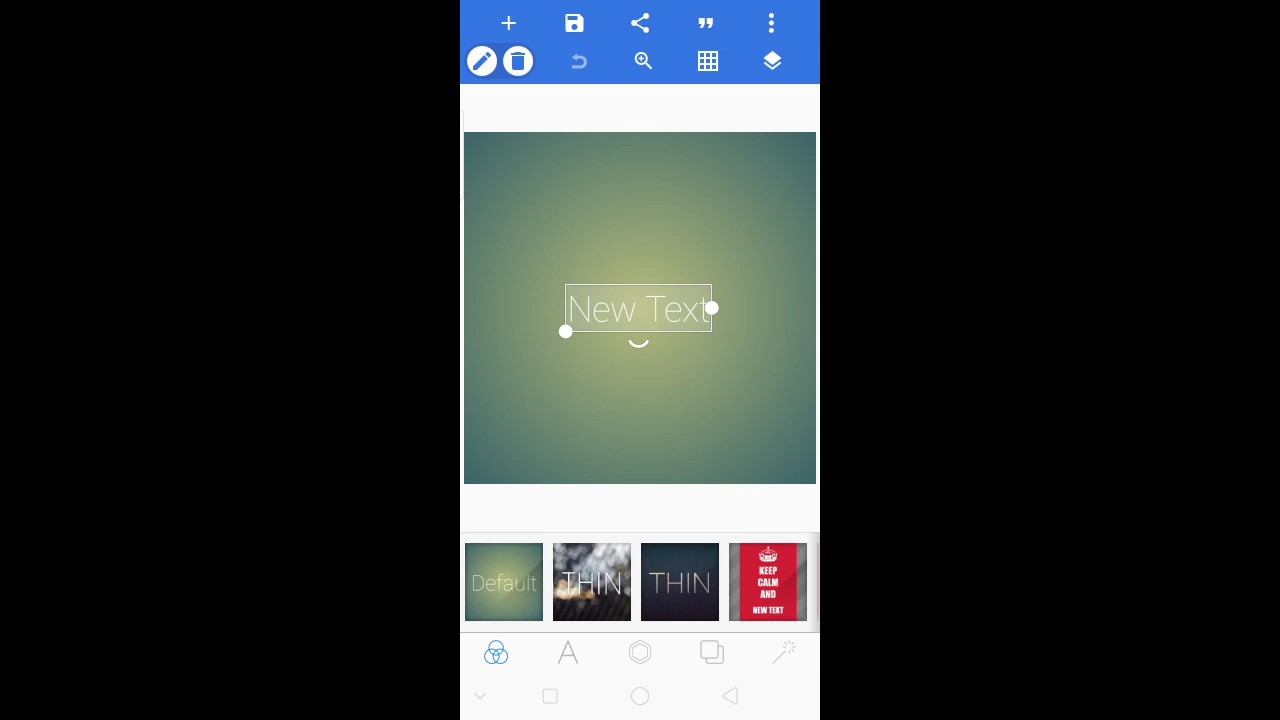 New Text
Default
THIN
THIN
KEEP
CALM
AND
NEW TEXT